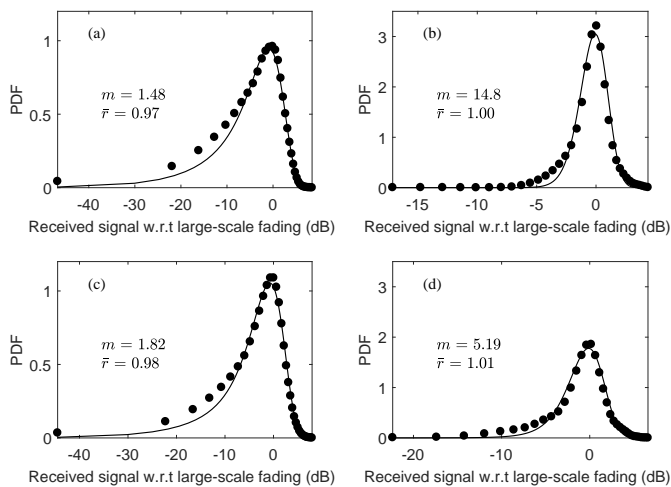 (a)
m = 1.48
r̄ = 0.97
PDF
1
0.5
0
-40 -30 -20 -10 0
Received signal w.r.t large-scale fading (dB)
(b)
m = 14.8
r̄ = 1.00
PDF
3
2
1
0
-15 -10 -5 0
Received signal w.r.t large-scale fading (dB)
(c)
m = 1.82
r̄ = 0.98
PDF
1
0.5
0
-40 -30 -20 -10 0
Received signal w.r.t large-scale fading (dB)
(d)
m = 5.19
r̄ = 1.01
PDF
3
2
1
0
-20 -10 0
Received signal w.r.t large-scale fading (dB)